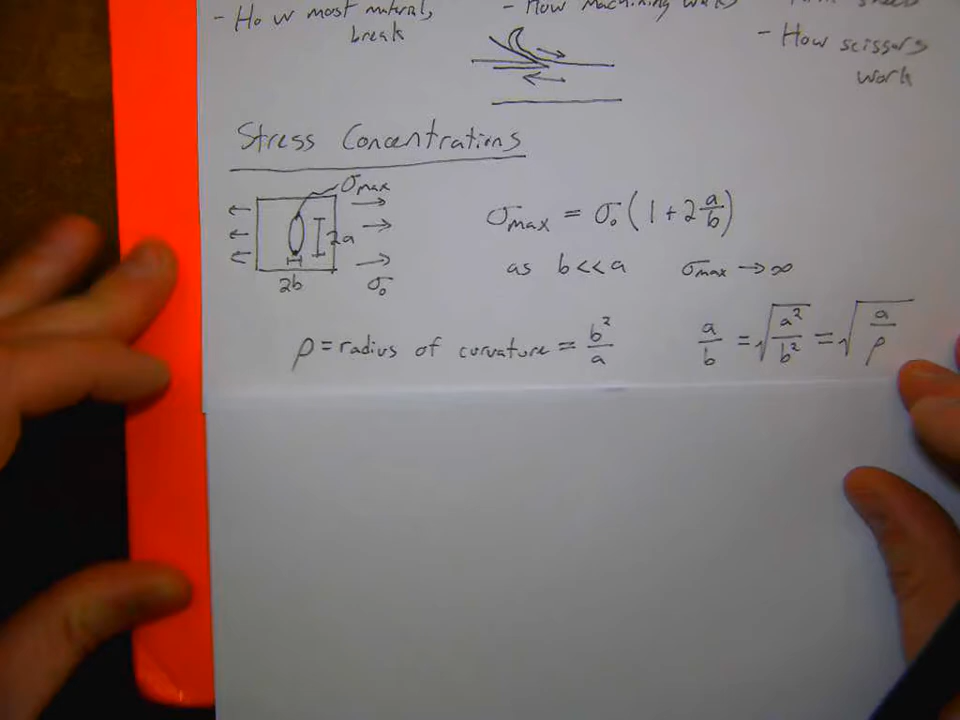 - How most materials break
- How machining works
- How scissors work
Stress Concentrations
σmax
2a
2b
σ₀
σmax = σ₀(1 + 2 a/b)
as b << a σmax → ∞
ρ = radius of curvature = b²/a
a/b = √(a²/b²) = √(a/ρ)